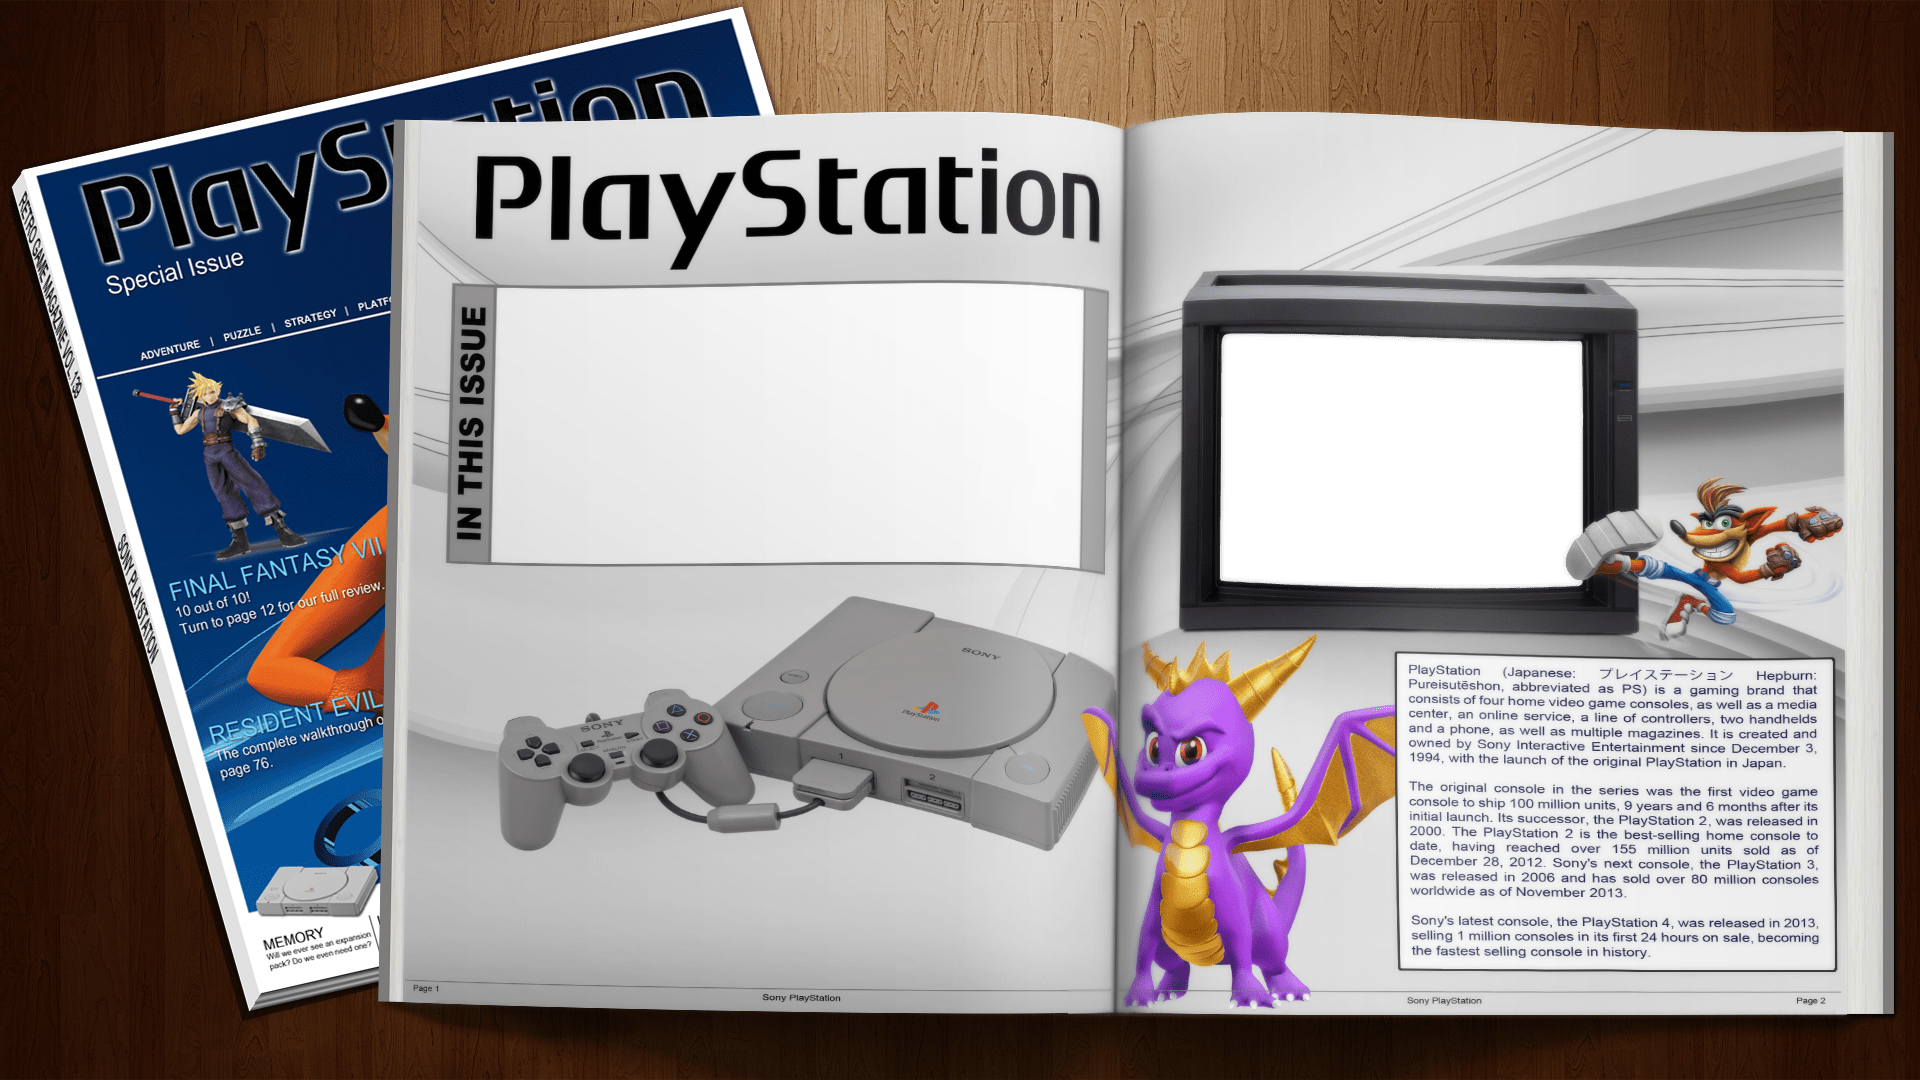 PlayStation
Special Issue
ADVENTURE | PUZZLE | STRATEGY |
RETRO GAME MAGAZINE VOL. 139
SONY PLAYSTATION
FINAL FANTASY VII
10 out of 10!
Turn to page 12 for our full review.
RESIDENT EVIL
The complete walkthrough
page 76.
MEMORY
Will we ever see an expansion
pack? Do we even need one?
PlayStation
IN THIS ISSUE
SONY
PS
PlayStation
SONY
1
2
Page 1
Sony PlayStation
PlayStation (Japanese: プレイステーション Hepburn:
Pureisutēshon, abbreviated as PS) is a gaming brand that
consists of four home video game consoles, as well as a media
center, an online service, a line of controllers, two handhelds
and a phone, as well as multiple magazines. It is created and
owned by Sony Interactive Entertainment since December 3,
1994, with the launch of the original PlayStation in Japan.
The original console in the series was the first video game
console to ship 100 million units, 9 years and 6 months after its
initial launch. Its successor, the PlayStation 2, was released in
2000. The PlayStation 2 is the best-selling home console to
date, having reached over 155 million units sold as of
December 28, 2012. Sony's next console, the PlayStation 3,
was released in 2006 and has sold over 80 million consoles
worldwide as of November 2013.
Sony's latest console, the PlayStation 4, was released in 2013,
selling 1 million consoles in its first 24 hours on sale, becoming
the fastest selling console in history.
Sony PlayStation
Page 2